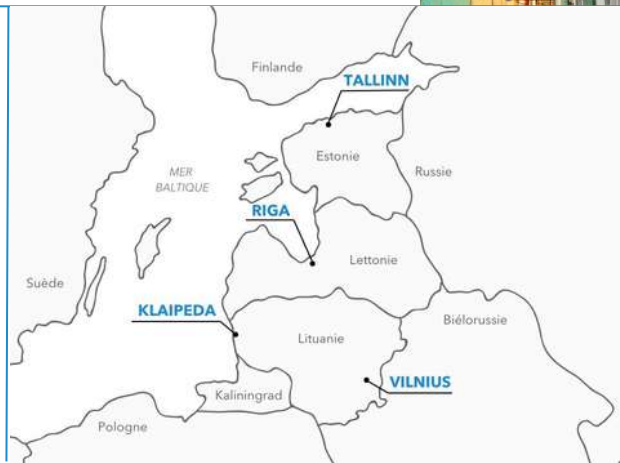 Finlande
TALLINN
Estonie
MER
BALTIQUE
Russie
RIGA
Lettonie
Suède
KLAIPEDA
Lituanie
Biélorussie
VILNIUS
Kaliningrad
Pologne